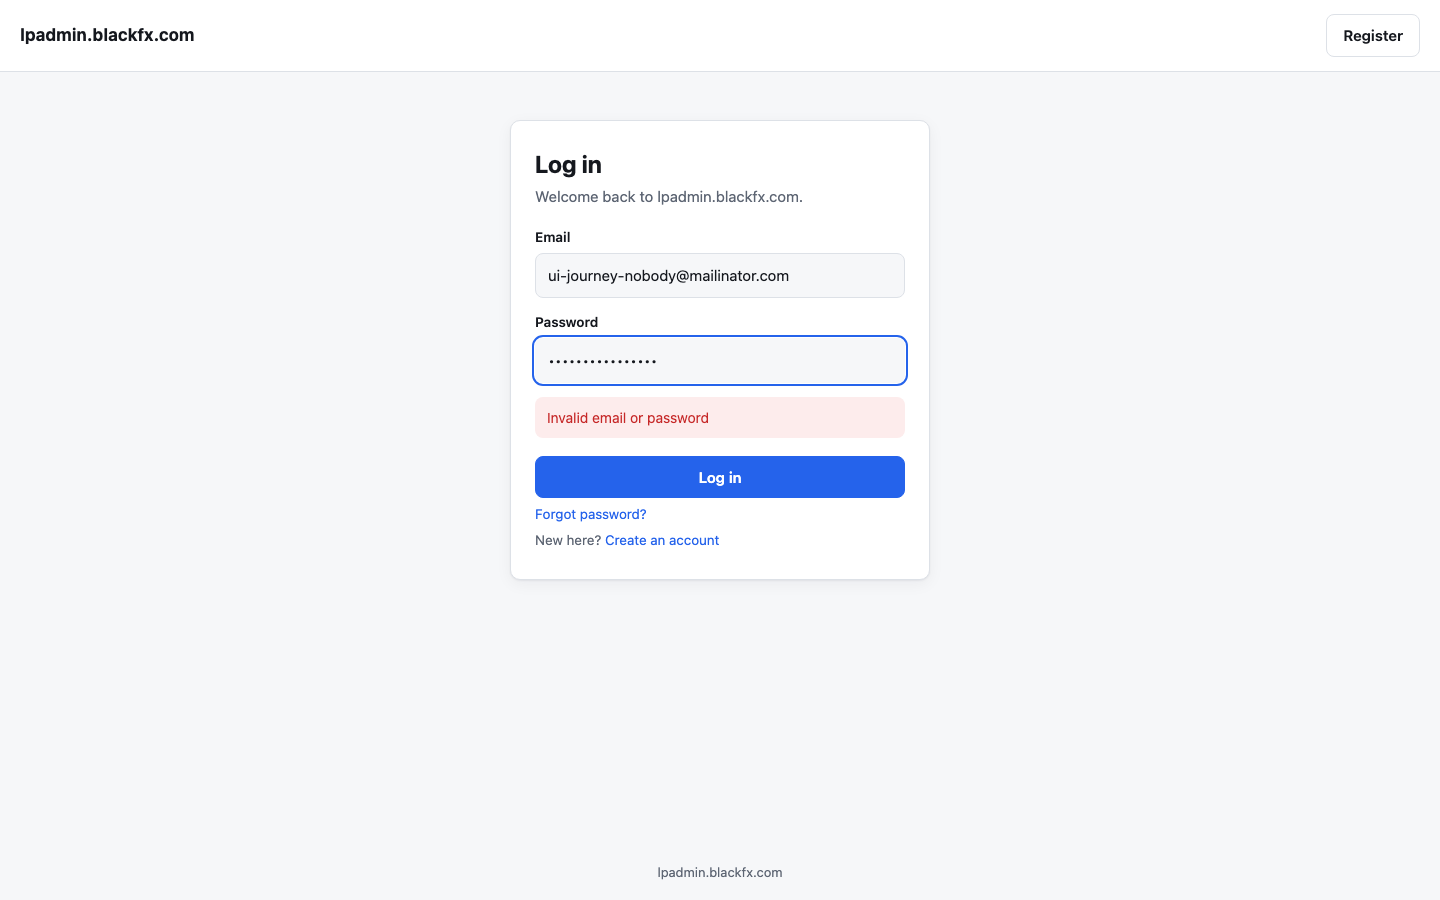 lpadmin.blackfx.com
Register
Log in
Welcome back to lpadmin.blackfx.com.
Email
ui-journey-nobody@mailinator.com
Password
••••••••••••••••
Invalid email or password
Log in
Forgot password?
New here? Create an account
lpadmin.blackfx.com